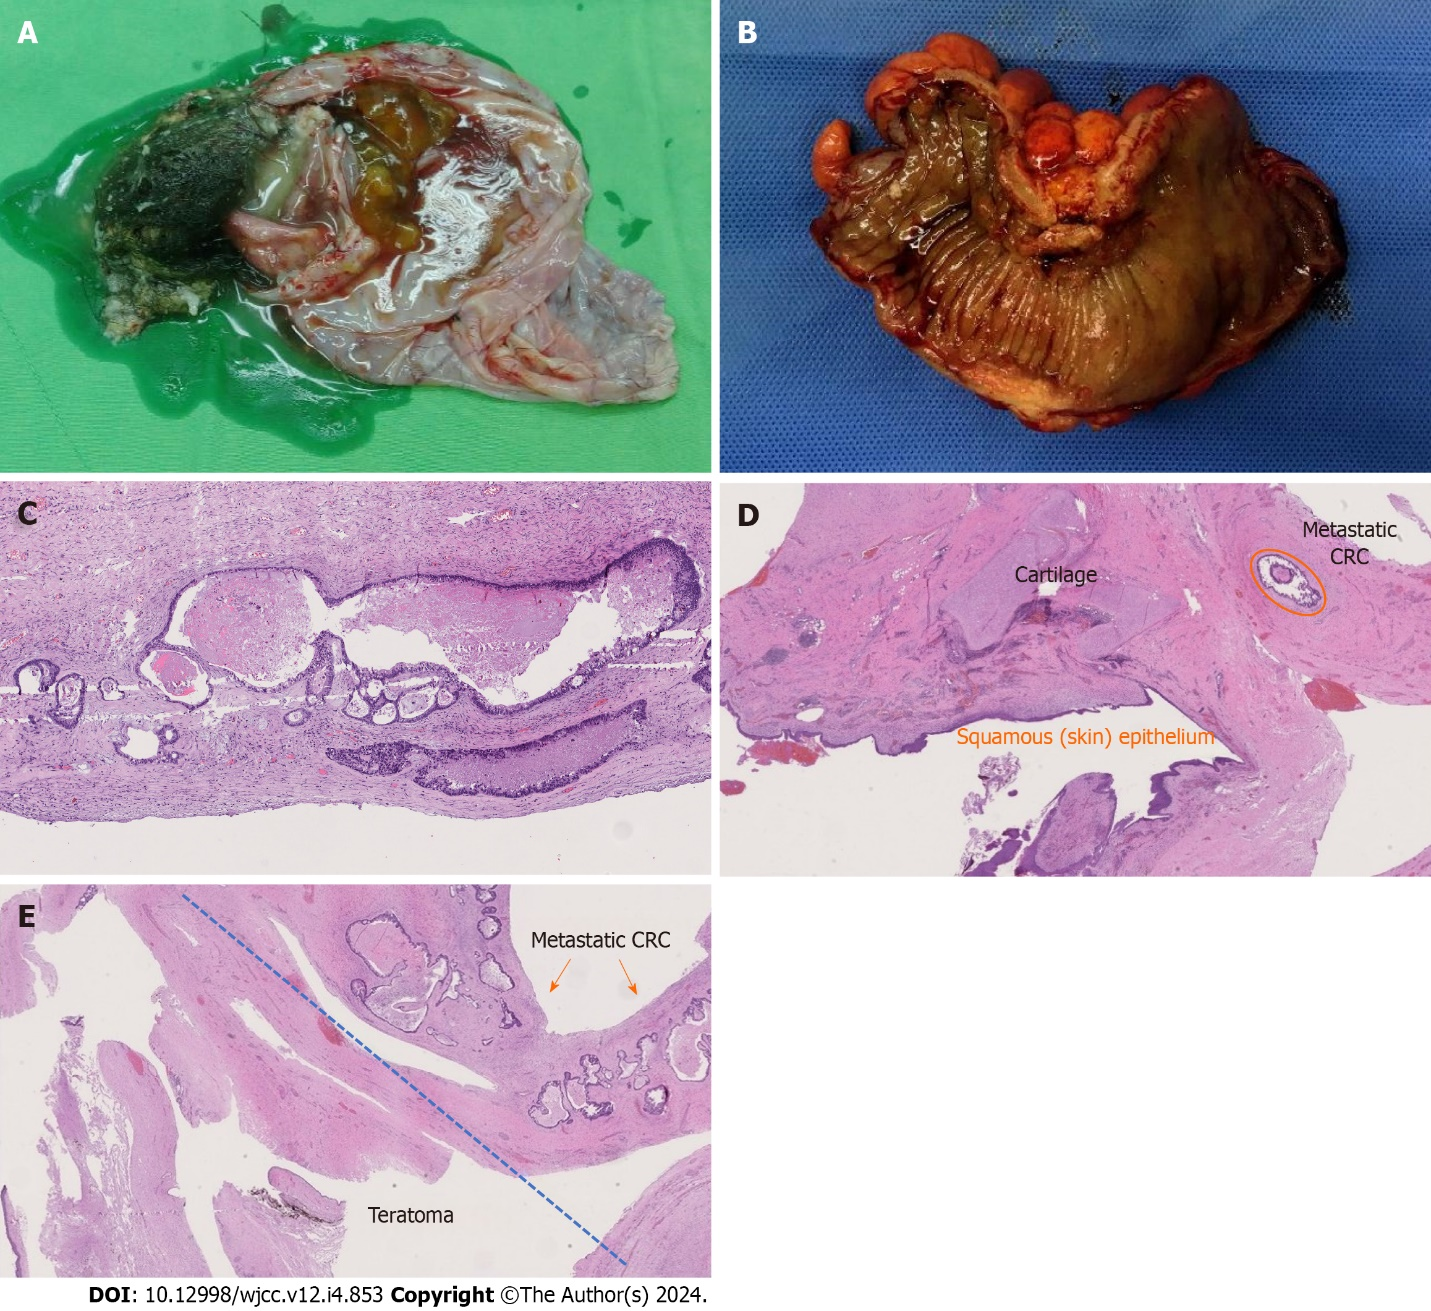 A
B
C
D
Metastatic
CRC
Cartilage
Squamous (skin) epithelium
E
Metastatic CRC
Teratoma
DOI: 10.12998/wjcc.v12.i4.853 Copyright ©The Author(s) 2024.